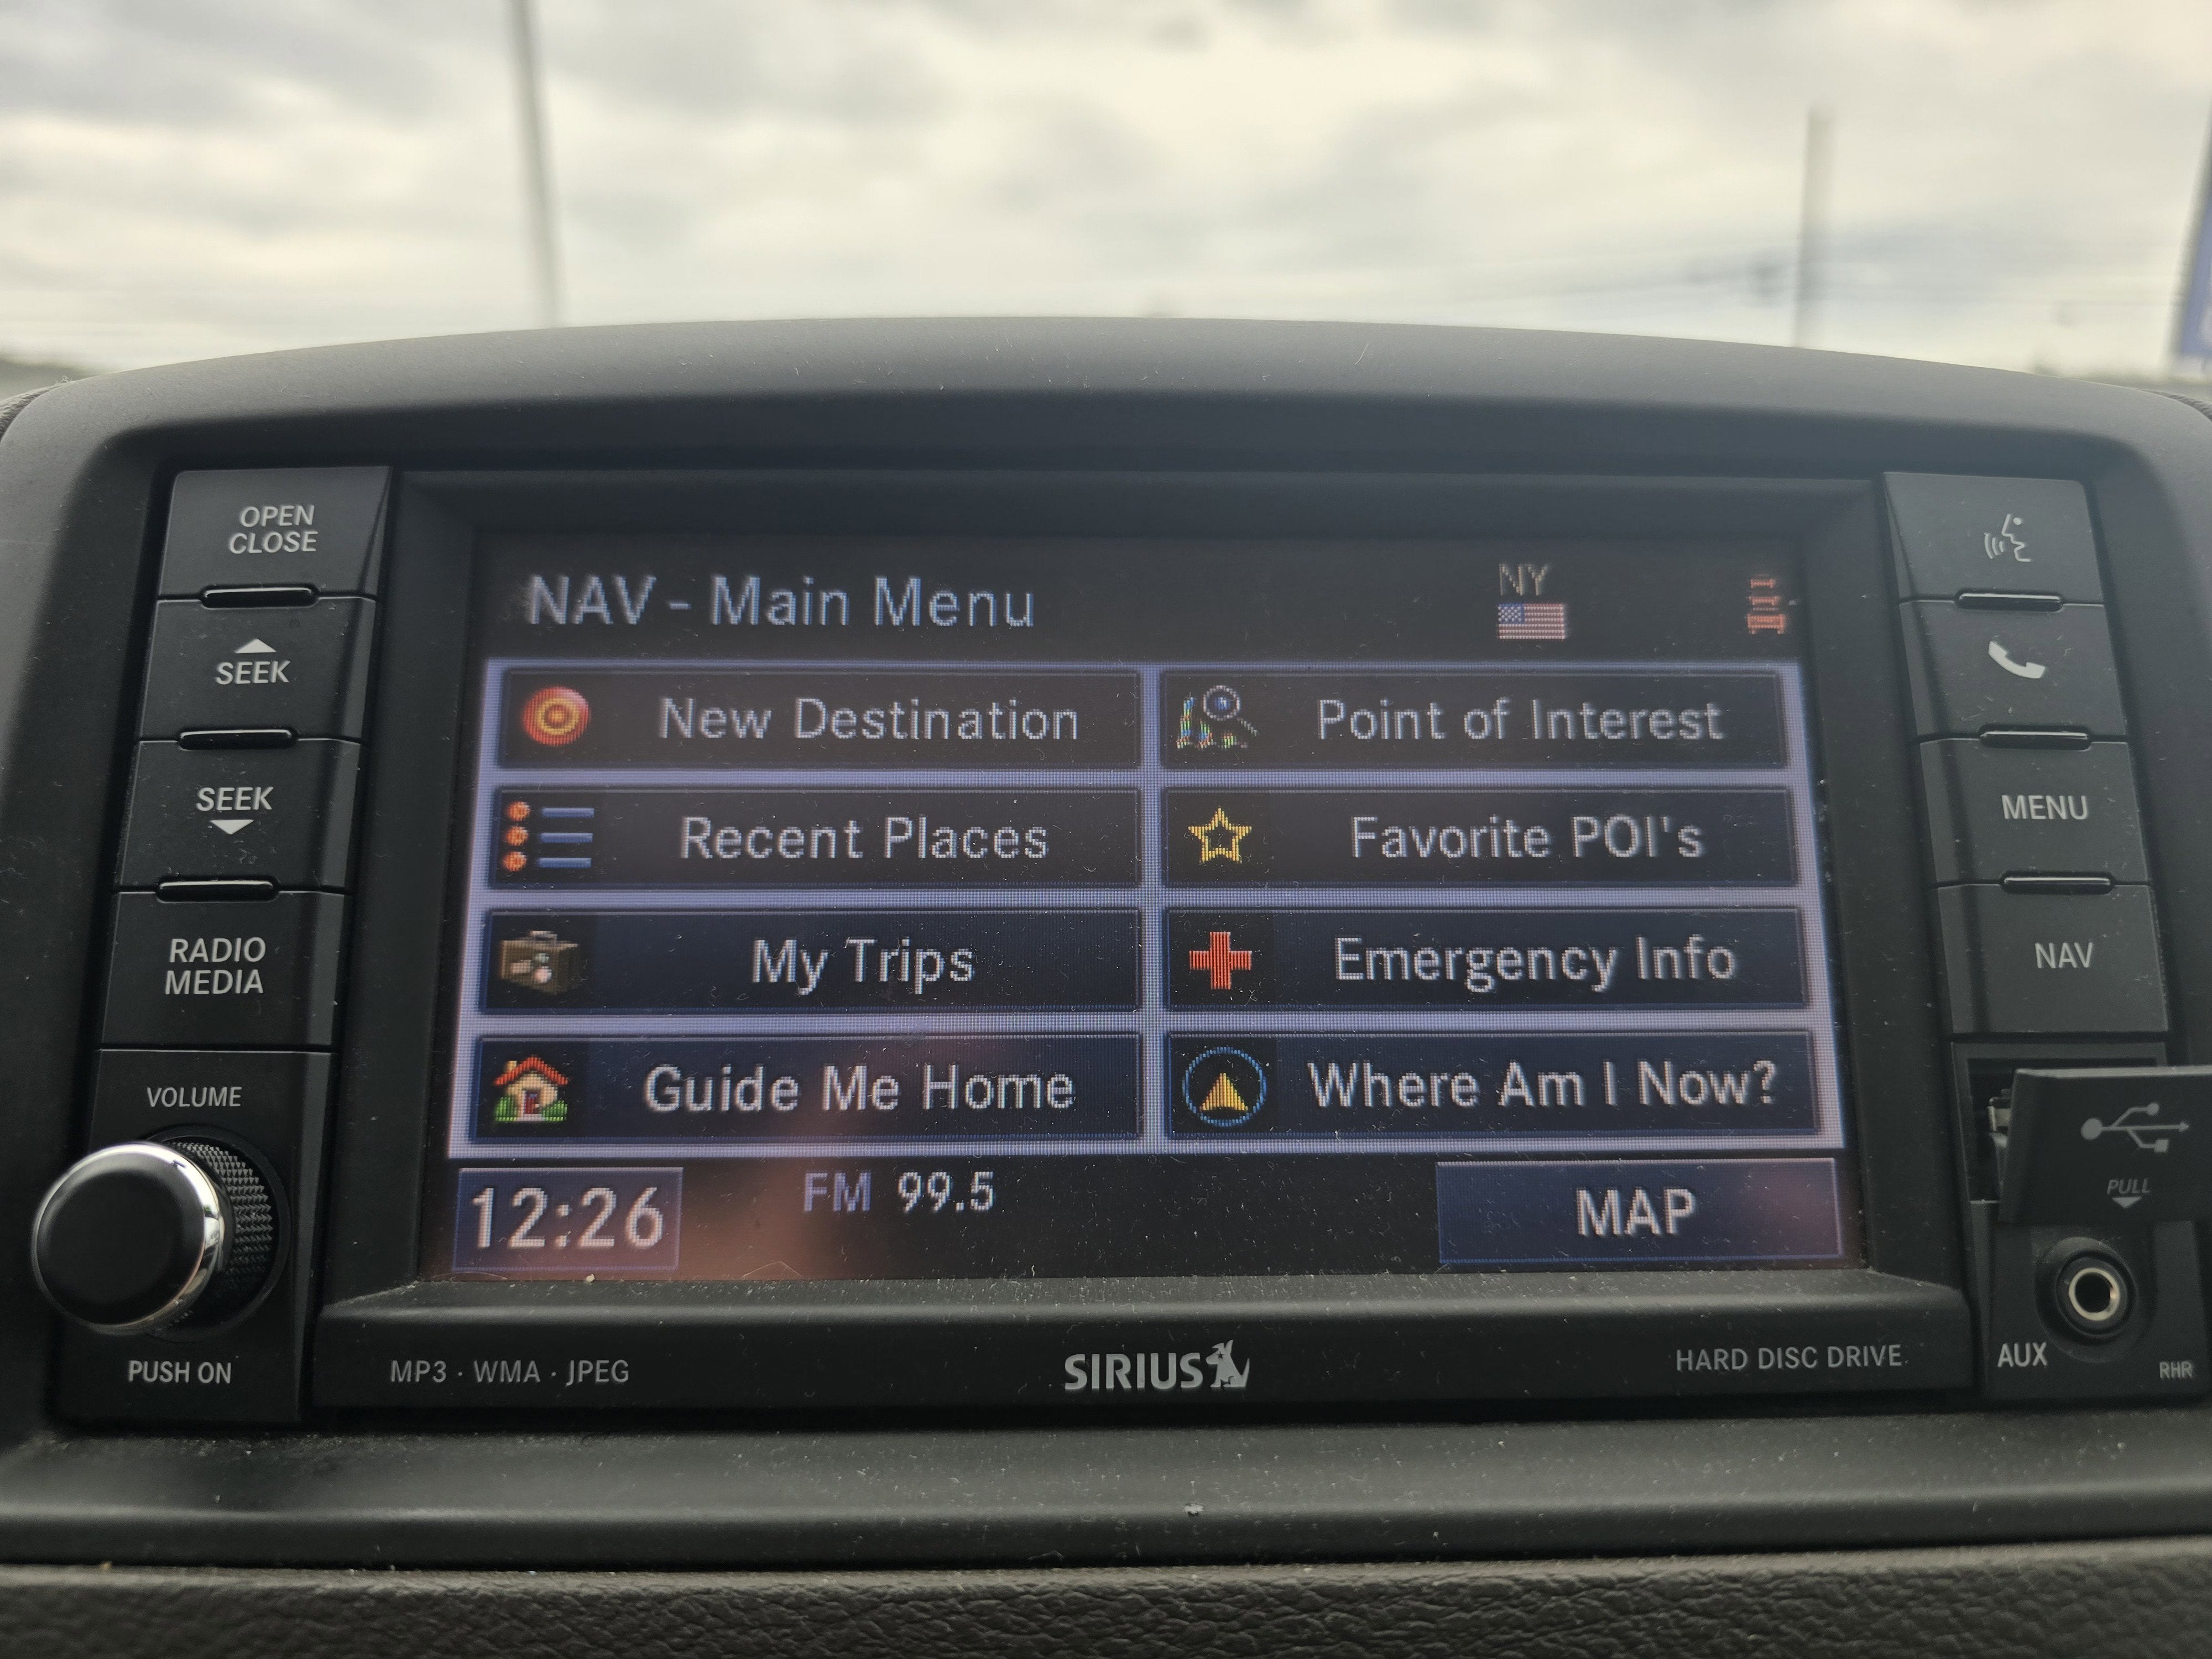 OPEN
CLOSE
SEEK
SEEK
RADIO
MEDIA
VOLUME
PUSH ON
NAV - Main Menu
NY
New Destination
Point of Interest
Recent Places
Favorite POI's
My Trips
Emergency Info
Guide Me Home
Where Am I Now?
12:26
FM 99.5
MAP
MP3 · WMA · JPEG
SIRIUS
HARD DISC DRIVE
MENU
NAV
PULL
AUX
RHR